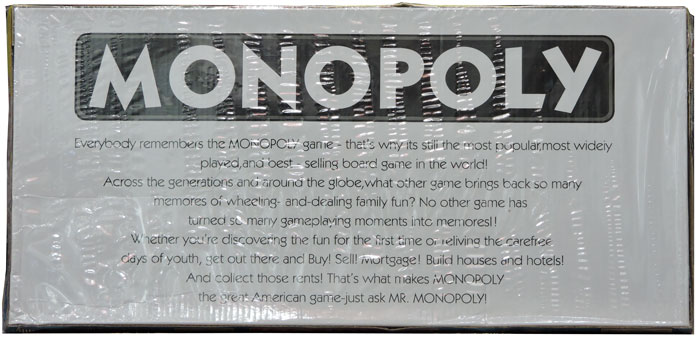 MONOPOLY
Everybody remembers the MONOPOLY game - that's why its still the most popular,most widely
played,and best - selling board game in the world!
Across the generations and around the globe,what other game brings back so many
memores of wheeling- and-dealing family fun? No other game has
turned so many gameplaying moments into memores!!
Whether you're discovering the fun for the first time or reliving the carefree
days of youth, get out there and Buy! Sell! Mortgage! Build houses and hotels!
And collect those rents! That's what makes MONOPOLY
the great American game-just ask MR. MONOPOLY!